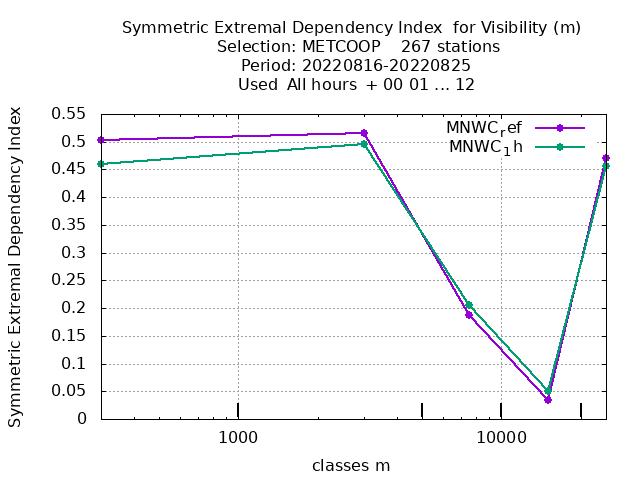 Symmetric Extremal Dependency Index  for Visibility (m)
Selection: METCOOP    267 stations
Period: 20220816-20220825
Used  All hours  + 00 01 ... 12
Symmetric Extremal Dependency Index
0.55
0.5
0.45
0.4
0.35
0.3
0.25
0.2
0.15
0.1
0.05
0
MNWCref
MNWC1h
1000
10000
classes m